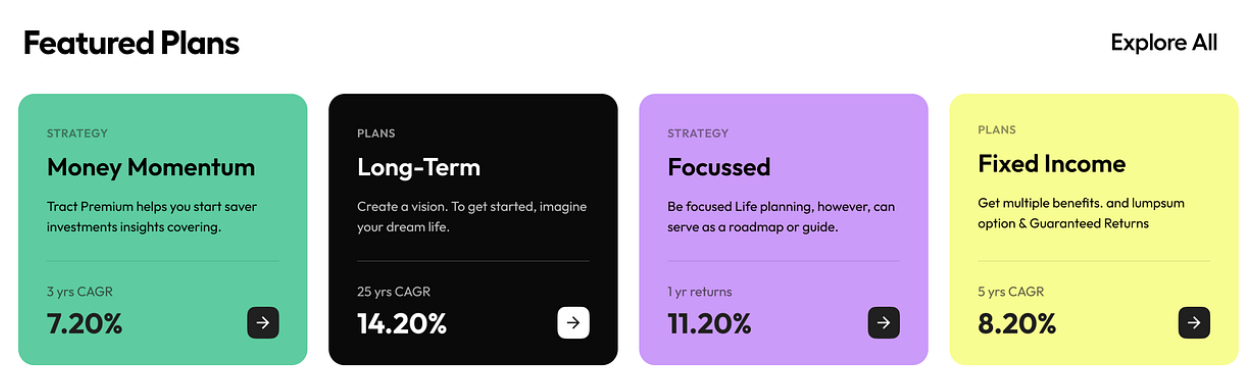 Featured Plans
Explore All
STRATEGY
Money Momentum
Tract Premium helps you start saver
investments insights covering.
3 yrs CAGR
7.20%
PLANS
Long-Term
Create a vision. To get started, imagine
your dream life.
25 yrs CAGR
14.20%
STRATEGY
Focussed
Be focused Life planning, however, can
serve as a roadmap or guide.
1 yr returns
11.20%
PLANS
Fixed Income
Get multiple benefits. and lumpsum
option & Guaranteed Returns
5 yrs CAGR
8.20%